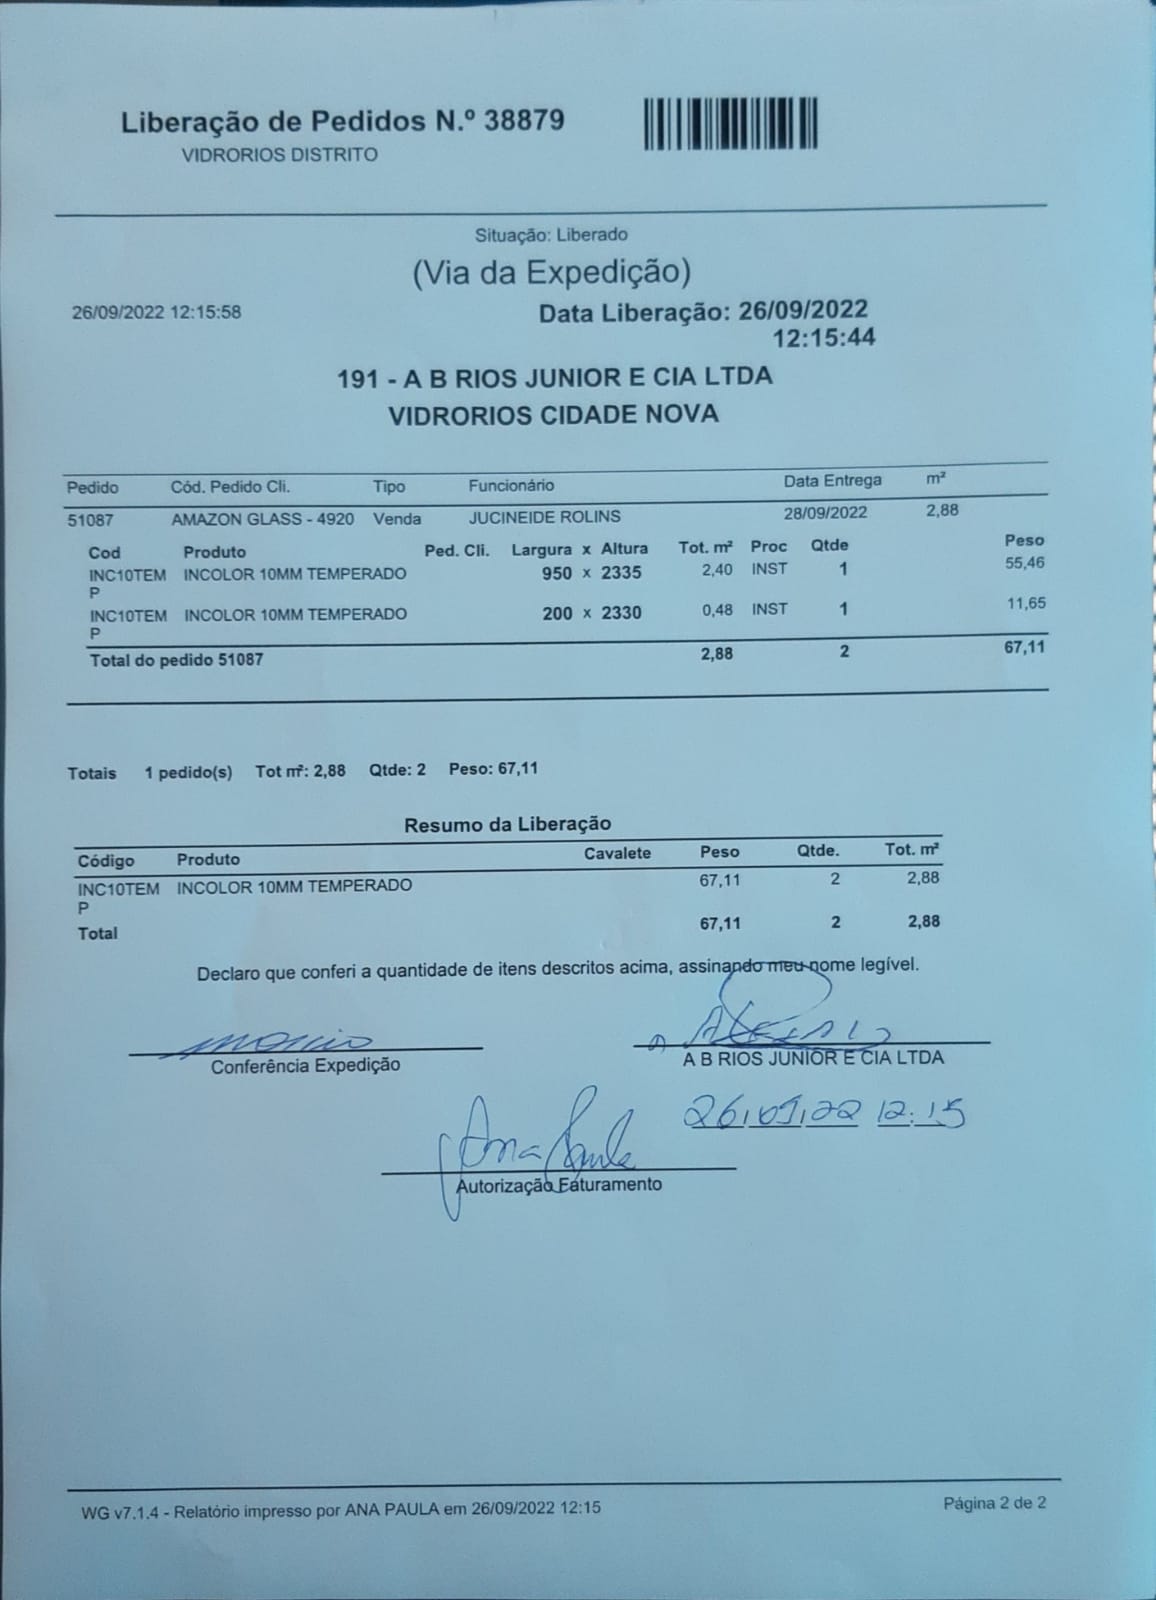 Liberação de Pedidos N.º 38879
VIDRORIOS DISTRITO
Situação: Liberado
(Via da Expedição)
26/09/2022 12:15:58 Data Liberação: 26/09/2022
12:15:44
191 - A B RIOS JUNIOR E CIA LTDA
VIDRORIOS CIDADE NOVA
Pedido Cód. Pedido Cli. Tipo Funcionário Data Entrega m²
51087 AMAZON GLASS - 4920 Venda JUCINEIDE ROLINS 28/09/2022 2,88
Cod Produto Ped. Cli. Largura x Altura Tot. m² Proc Qtde Peso
INC10TEM INCOLOR 10MM TEMPERADO 950 x 2335 2,40 INST 1 55,46
P
INC10TEM INCOLOR 10MM TEMPERADO 200 x 2330 0,48 INST 1 11,65
P
Total do pedido 51087 2,88 2 67,11
Totais 1 pedido(s) Tot m²: 2,88 Qtde: 2 Peso: 67,11
Resumo da Liberação
Código Produto Cavalete Peso Qtde. Tot. m²
INC10TEM INCOLOR 10MM TEMPERADO 67,11 2 2,88
P
Total 67,11 2 2,88
Declaro que conferi a quantidade de itens descritos acima, assinando meu nome legível.
Conferência Expedição A B RIOS JUNIOR E CIA LTDA
26,09,22 12:15
Ana Paula
Autorização Faturamento
WG v7.1.4 - Relatório impresso por ANA PAULA em 26/09/2022 12:15 Página 2 de 2